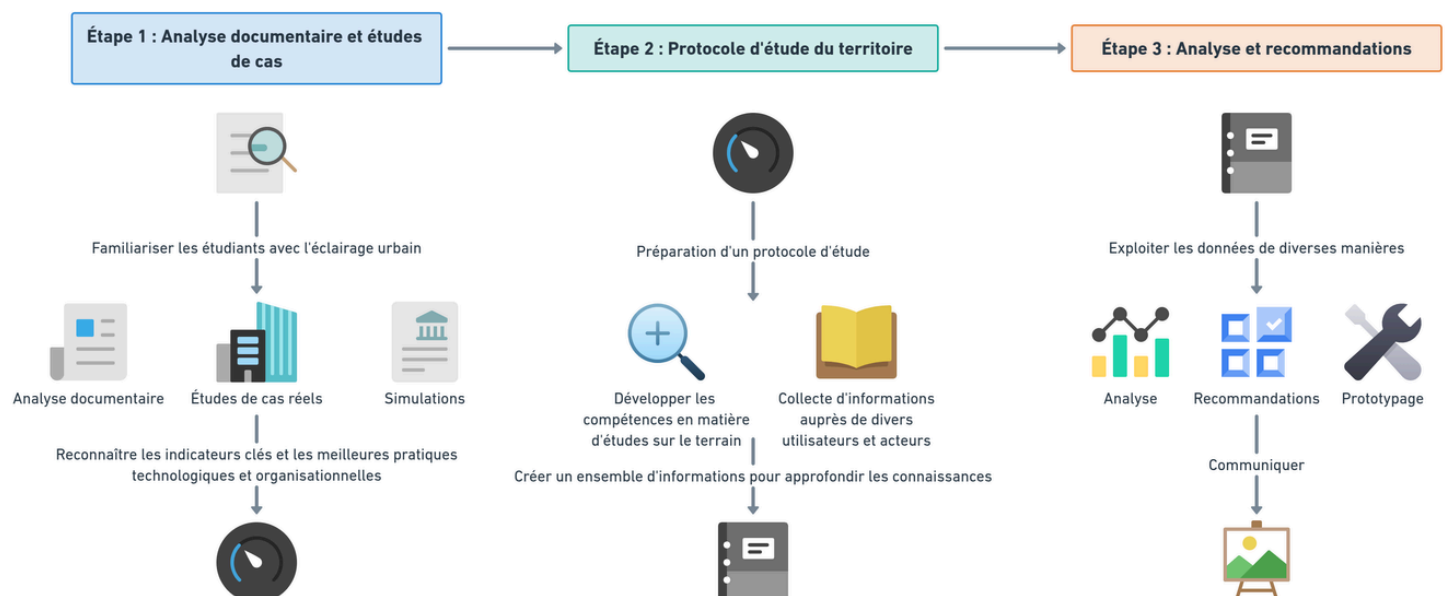 Étape 1 : Analyse documentaire et études
de cas
Étape 2 : Protocole d'étude du territoire
Étape 3 : Analyse et recommandations
Familiariser les étudiants avec l'éclairage urbain
Préparation d'un protocole d'étude
Exploiter les données de diverses manières
Analyse documentaire
Études de cas réels
Simulations
Développer les
compétences en matière
d'études sur le terrain
Collecte d'informations
auprès de divers
utilisateurs et acteurs
Analyse
Recommandations
Prototypage
Reconnaître les indicateurs clés et les meilleures pratiques
technologiques et organisationnelles
Créer un ensemble d'informations pour approfondir les connaissances
Communiquer